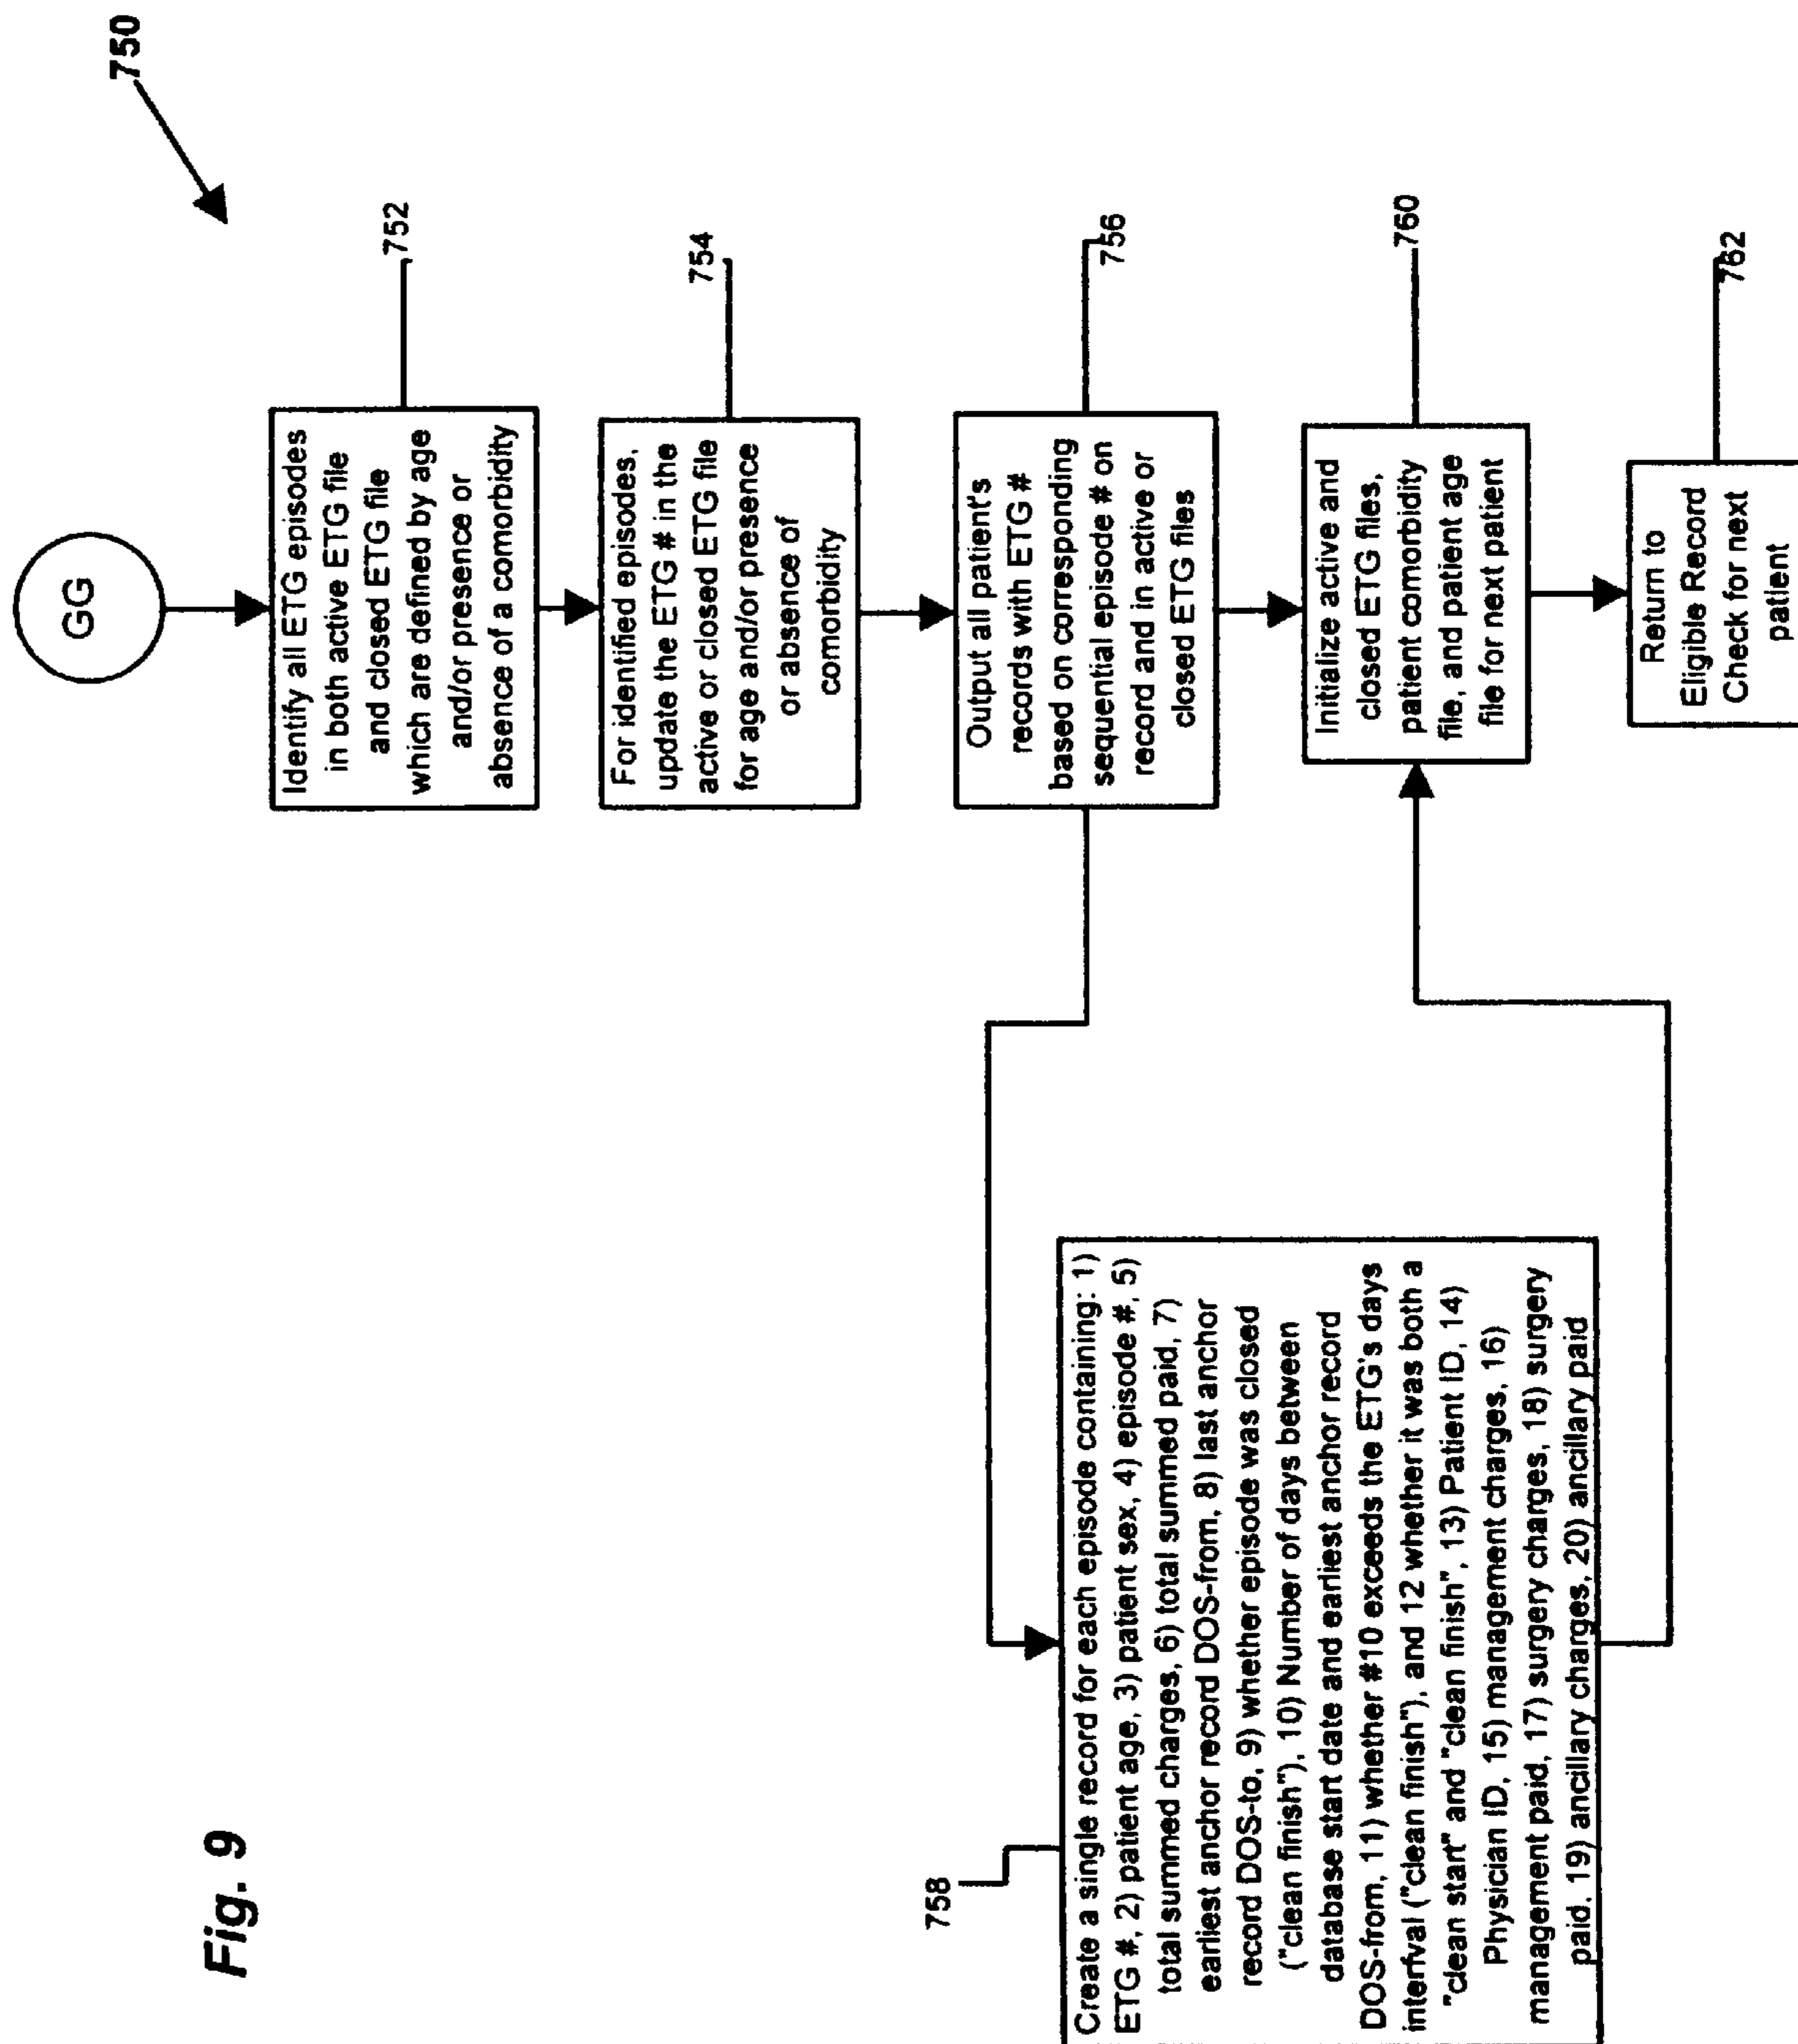 Fig. 9
750
GG
Identify all ETG episodes
in both active ETG file
and closed ETG file
which are defined by age
and/or presence or
absence of a comorbidity
752
For identified episodes,
update the ETG # in the
active or closed ETG file
for age and/or presence
or absence of
comorbidity
754
Output all patient's
records with ETG #
based on corresponding
sequential episode # on
record and in active or
closed ETG files
756
758
Create a single record for each episode containing: 1)
ETG #, 2) patient age, 3) patient sex, 4) episode #, 5)
total summed charges, 6) total summed paid, 7)
earliest anchor record DOS-from, 8) last anchor
record DOS-to, 9) whether episode was closed
("clean finish"), 10) Number of days between
database start date and earliest anchor record
DOS-from, 11) whether #10 exceeds the ETG's days
interfval ("clean finish"), and 12 whether it was both a
"clean start" and "clean finish", 13) Patient ID, 14)
Physician ID, 15) management charges, 16)
management paid, 17) surgery charges, 18) surgery
paid, 19) ancillary charges, 20) ancillary paid
Initialize active and
closed ETG files,
patient comorbidity
file, and patient age
file for next patient
760
Return to
Eligible Record
Check for next
patient
762